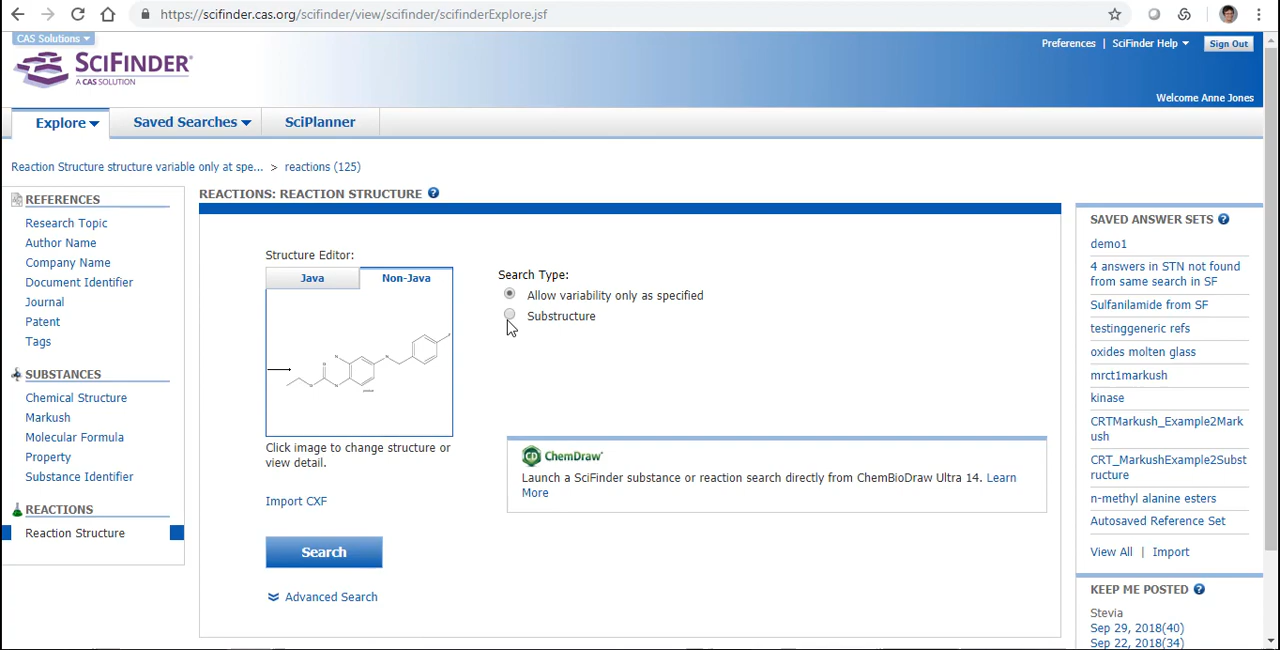 https://scifinder.cas.org/scifinder/view/scifinder/scifinderExplore.jsf
CAS Solutions
SCIFINDER®
A CAS SOLUTION
Preferences | SciFinder Help
Sign Out
Welcome Anne Jones
Explore
Saved Searches
SciPlanner
Reaction Structure structure variable only at spe... > reactions (125)
REFERENCES
Research Topic
Author Name
Company Name
Document Identifier
Journal
Patent
Tags
SUBSTANCES
Chemical Structure
Markush
Molecular Formula
Property
Substance Identifier
REACTIONS
Reaction Structure
REACTIONS: REACTION STRUCTURE ?
Structure Editor:
Java
Non-Java
Click image to change structure or
view detail.
Import CXF
Search
Advanced Search
Search Type:
Allow variability only as specified
Substructure
ChemDraw
Launch a SciFinder substance or reaction search directly from ChemBioDraw Ultra 14. Learn
More
SAVED ANSWER SETS ?
demo1
4 answers in STN not found
from same search in SF
Sulfanilamide from SF
testinggeneric refs
oxides molten glass
mrct1markush
kinase
CRTMarkush_Example2Mark
ush
CRT_MarkushExample2Subst
ructure
n-methyl alanine esters
Autosaved Reference Set
View All | Import
KEEP ME POSTED ?
Stevia
Sep 29, 2018(40)
Sep 22, 2018(34)